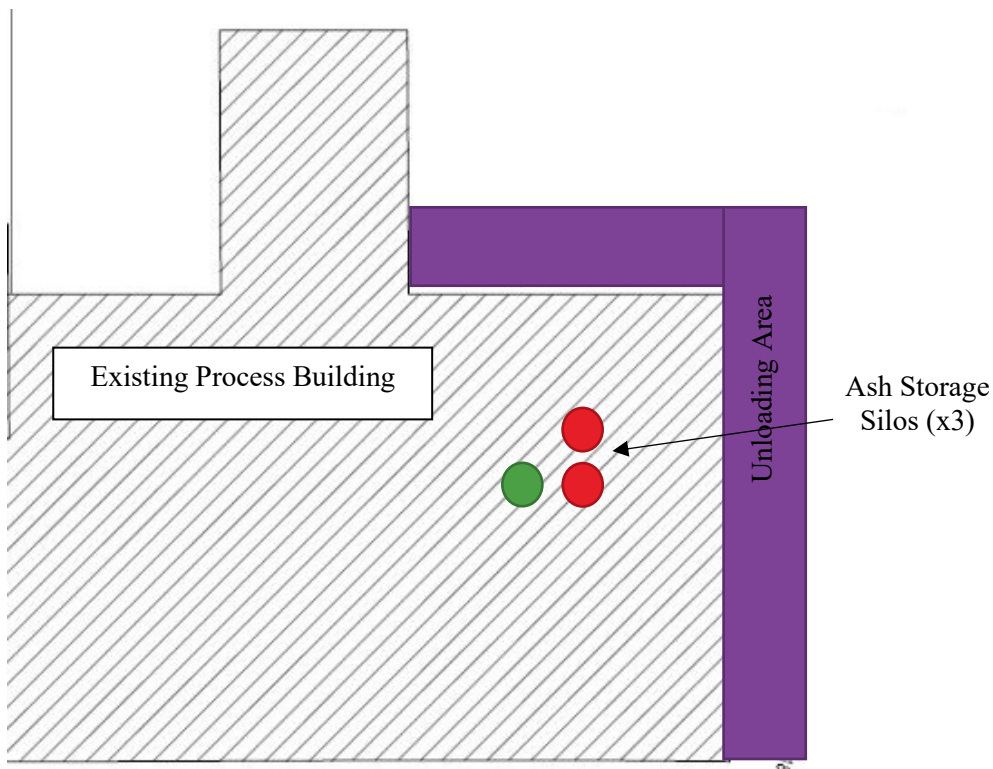 Existing Process Building
Unloading Area
Ash Storage
Silos (x3)